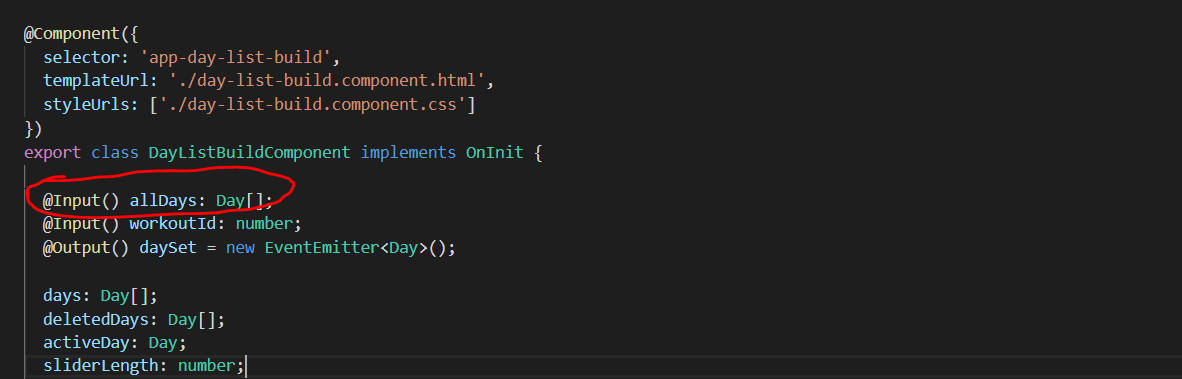 @Component({
selector: 'app-day-list-build',
templateUrl: './day-list-build.component.html',
styleUrls: ['./day-list-build.component.css']
})
export class DayListBuildComponent implements OnInit {
@Input() allDays: Day[];
@Input() workoutId: number;
@Output() daySet = new EventEmitter<Day>();
days: Day[];
deletedDays: Day[];
activeDay: Day;
sliderLength: number;